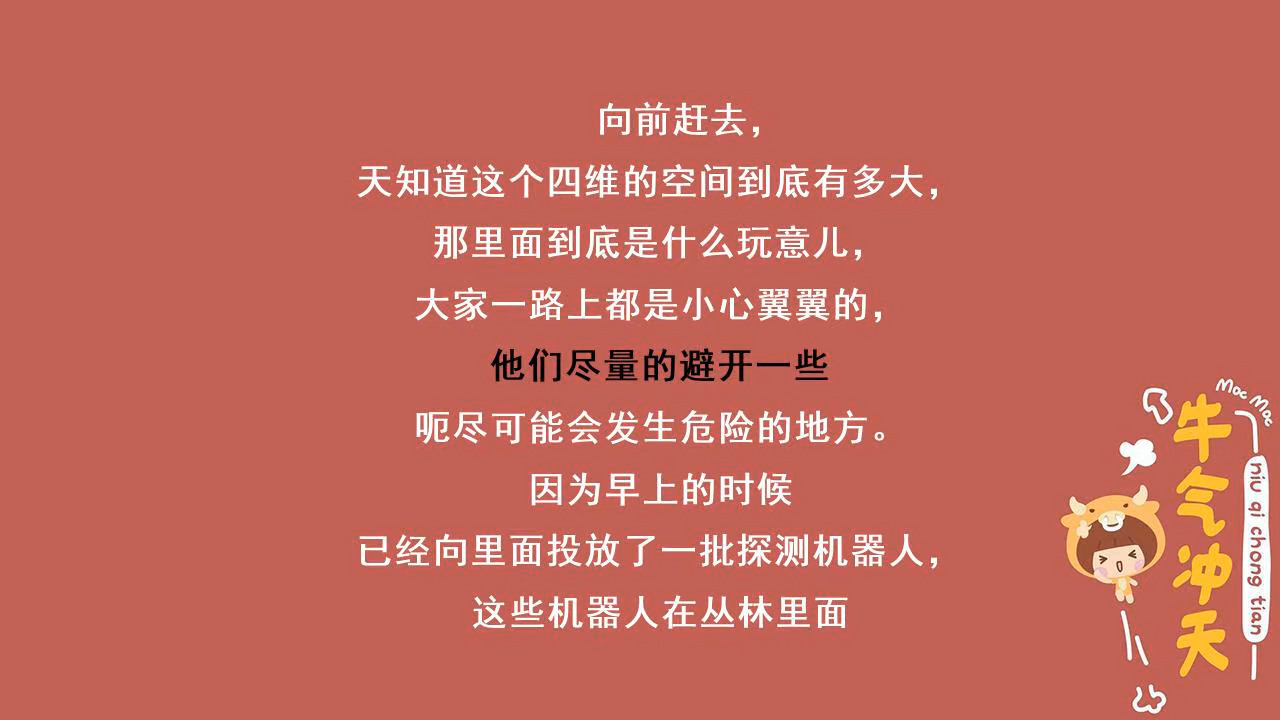 向前赶去，
天知道这个四维的空间到底有多大，
那里面到底是什么玩意儿，
大家一路上都是小心翼翼的，
他们尽量的避开一些
呃尽可能会发生危险的地方。
因为早上的时候
已经向里面投放了一批探测机器人，
这些机器人在丛林里面
Moc Moc
牛气冲天
niu qi chong tian